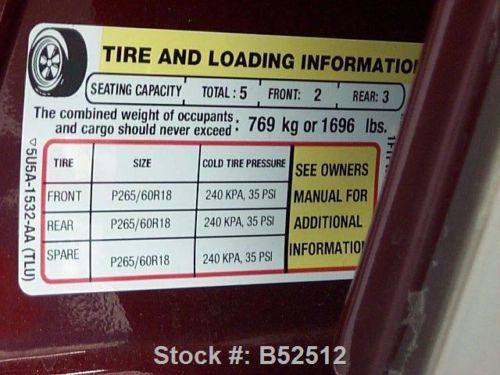 TIRE AND LOADING INFORMATION
SEATING CAPACITY TOTAL : 5 FRONT: 2 REAR: 3
The combined weight of occupants and cargo should never exceed : 769 kg or 1696 lbs.
TIRE SIZE COLD TIRE PRESSURE
FRONT P265/60R18 240 KPA, 35 PSI
REAR P265/60R18 240 KPA, 35 PSI
SPARE P265/60R18 240 KPA, 35 PSI
SEE OWNERS
MANUAL FOR
ADDITIONAL
INFORMATION
5U5A-1532-AA (TLU)
Stock #: B52512